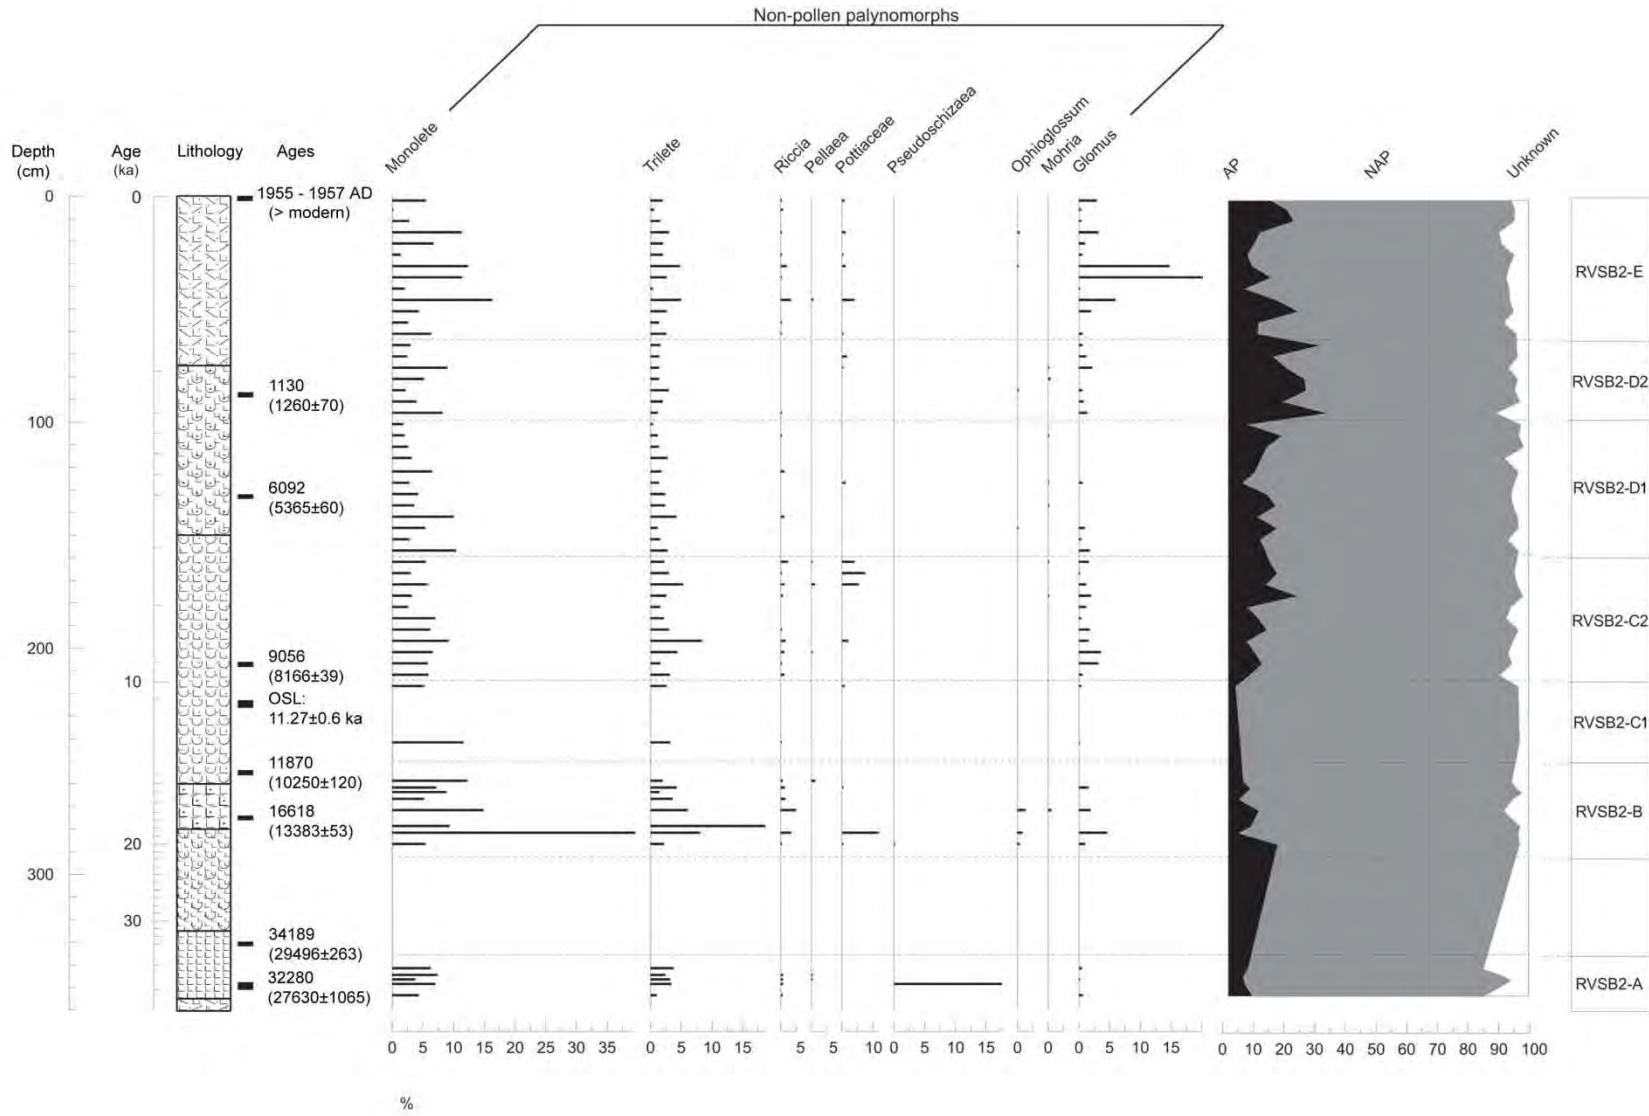 Non-pollen palynomorphs
Depth
(cm)
Age
(ka)
Lithology
Ages
Monolete
Trilete
Riccia
Pellaea
Pottiaceae
Pseudoschizaea
Ophioglossum
Mohria
Glomus
AP
NAP
Unknown
0
100
200
300
0
10
20
30
1955 - 1957 AD
(> modern)
1130
(1260±70)
6092
(5365±60)
9056
(8166±39)
OSL:
11.27±0.6 ka
11870
(10250±120)
16618
(13383±53)
34189
(29496±263)
32280
(27630±1065)
RVSB2-E
RVSB2-D2
RVSB2-D1
RVSB2-C2
RVSB2-C1
RVSB2-B
RVSB2-A
0 5 10 15 20 25 30 35
0 5 10 15
5
5
10
0 5 10 15
0
0
0 5 10 15
0 10 20 30 40 50 60 70 80 90 100
%